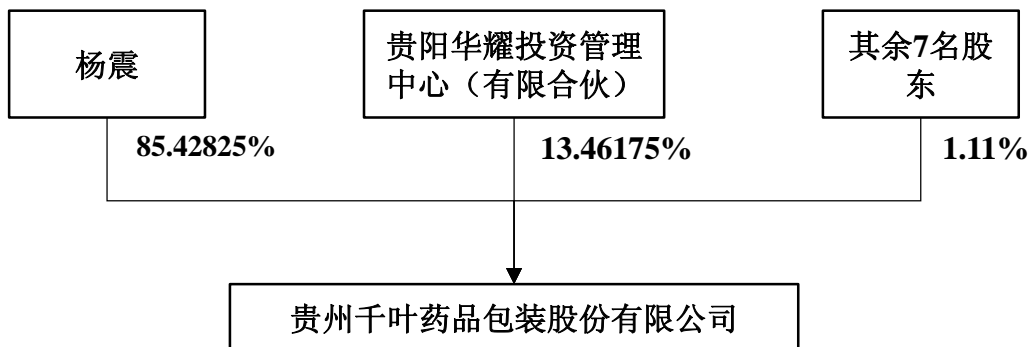 杨震
贵阳华耀投资管理
中心（有限合伙）
其余7名股
东
85.42825%
13.46175%
1.11%
贵州千叶药品包装股份有限公司